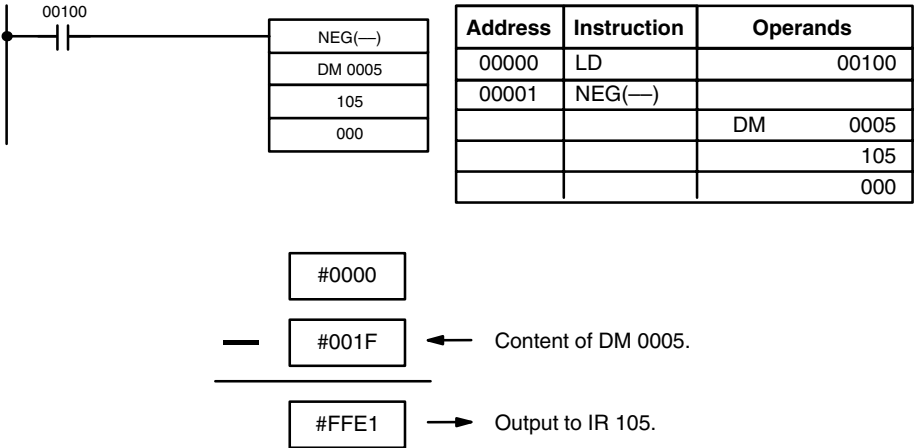 00100
NEG(—)
DM 0005
105
000
Address Instruction Operands
00000 LD 00100
00001 NEG(—)
DM 0005
105
000
#0000
— #001F Content of DM 0005.
#FFE1 Output to IR 105.